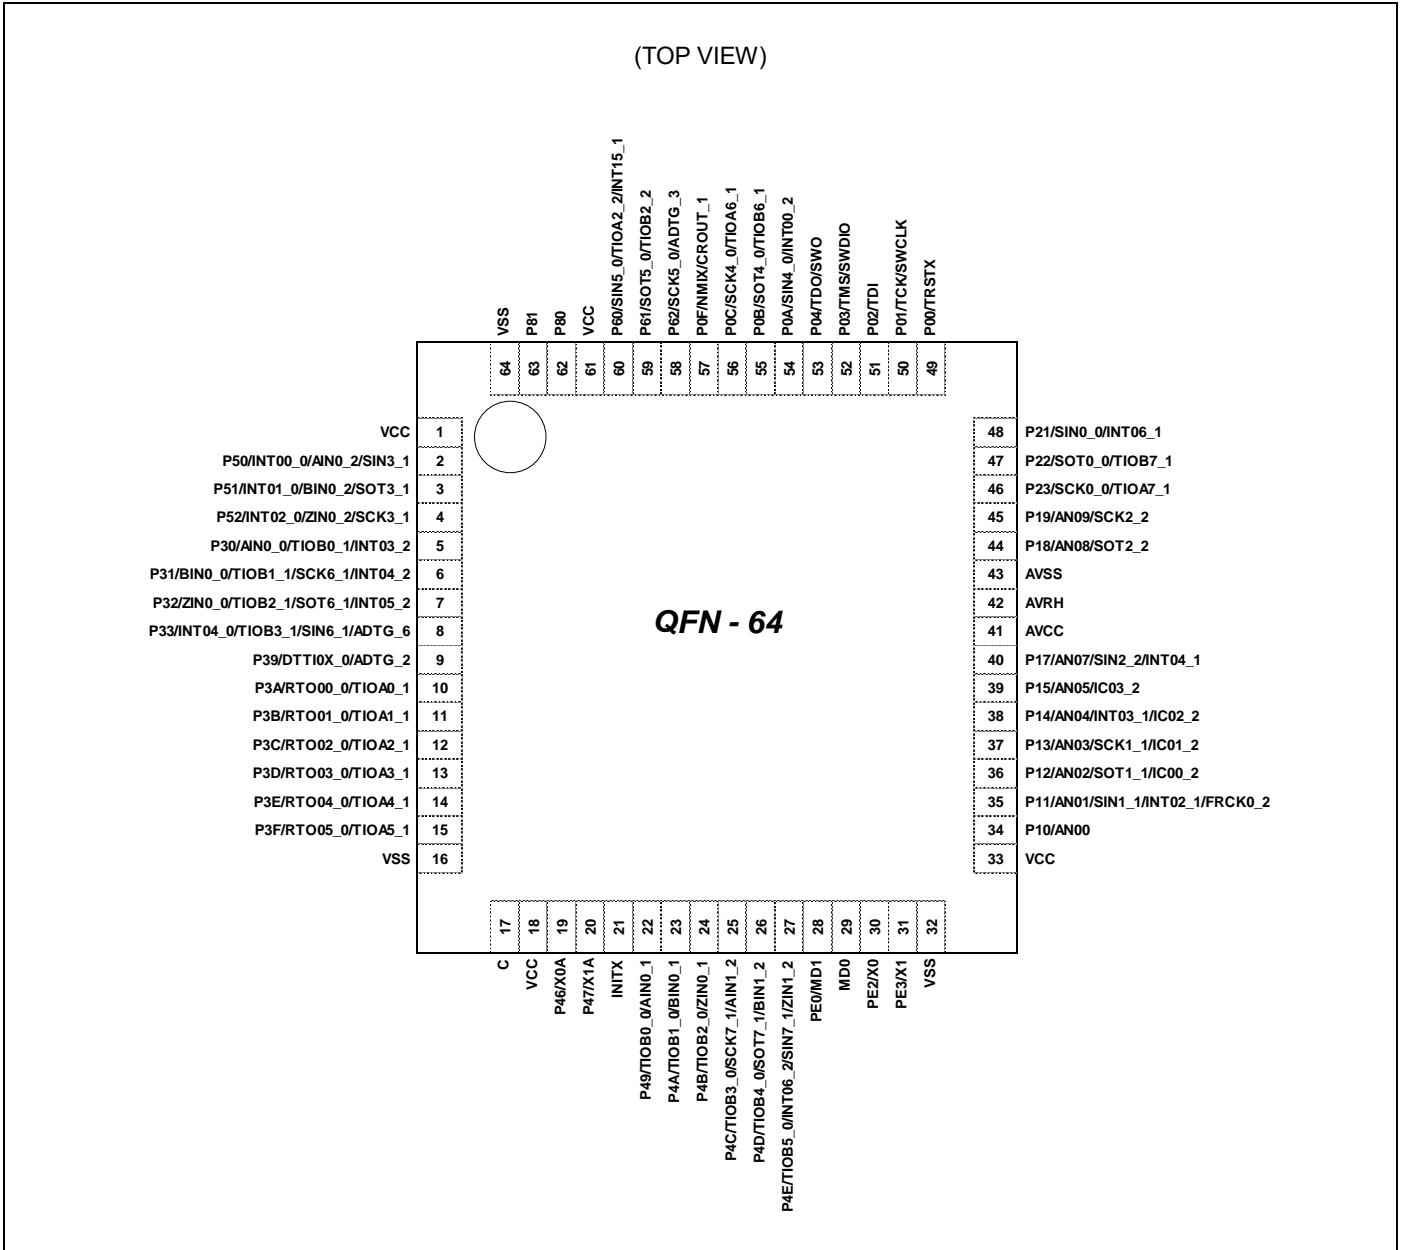 (TOP VIEW)
VSS
P81
P80
VCC
P60/SIN5_0/TIOA2_2/INT15_1
P61/SOT5_0/TIOB2_2
P62/SCK5_0/ADTG_3
P0F/NMIX/CROUT_1
P0C/SCK4_0/TIOA6_1
P0B/SOT4_0/TIOB6_1
P0A/SIN4_0/INT00_2
P04/TDO/SWO
P03/TMS/SWDIO
P02/TDI
P01/TCK/SWCLK
P00/TRSTX
64
63
62
61
60
59
58
57
56
55
54
53
52
51
50
49
VCC 1
P50/INT00_0/AIN0_2/SIN3_1 2
P51/INT01_0/BIN0_2/SOT3_1 3
P52/INT02_0/ZIN0_2/SCK3_1 4
P30/AIN0_0/TIOB0_1/INT03_2 5
P31/BIN0_0/TIOB1_1/SCK6_1/INT04_2 6
P32/ZIN0_0/TIOB2_1/SOT6_1/INT05_2 7
P33/INT04_0/TIOB3_1/SIN6_1/ADTG_6 8
P39/DTTI0X_0/ADTG_2 9
P3A/RTO00_0/TIOA0_1 10
P3B/RTO01_0/TIOA1_1 11
P3C/RTO02_0/TIOA2_1 12
P3D/RTO03_0/TIOA3_1 13
P3E/RTO04_0/TIOA4_1 14
P3F/RTO05_0/TIOA5_1 15
VSS 16
QFN - 64
48 P21/SIN0_0/INT06_1
47 P22/SOT0_0/TIOB7_1
46 P23/SCK0_0/TIOA7_1
45 P19/AN09/SCK2_2
44 P18/AN08/SOT2_2
43 AVSS
42 AVRH
41 AVCC
40 P17/AN07/SIN2_2/INT04_1
39 P15/AN05/IC03_2
38 P14/AN04/INT03_1/IC02_2
37 P13/AN03/SCK1_1/IC01_2
36 P12/AN02/SOT1_1/IC00_2
35 P11/AN01/SIN1_1/INT02_1/FRCK0_2
34 P10/AN00
33 VCC
17
18
19
20
21
22
23
24
25
26
27
28
29
30
31
32
C
VCC
P46/X0A
P47/X1A
INITX
P49/TIOB0_0/AIN0_1
P4A/TIOB1_0/BIN0_1
P4B/TIOB2_0/ZIN0_1
P4C/TIOB3_0/SCK7_1/AIN1_2
P4D/TIOB4_0/SOT7_1/BIN1_2
P4E/TIOB5_0/INT06_2/SIN7_1/ZIN1_2
PE0/MD1
MD0
PE2/X0
PE3/X1
VSS